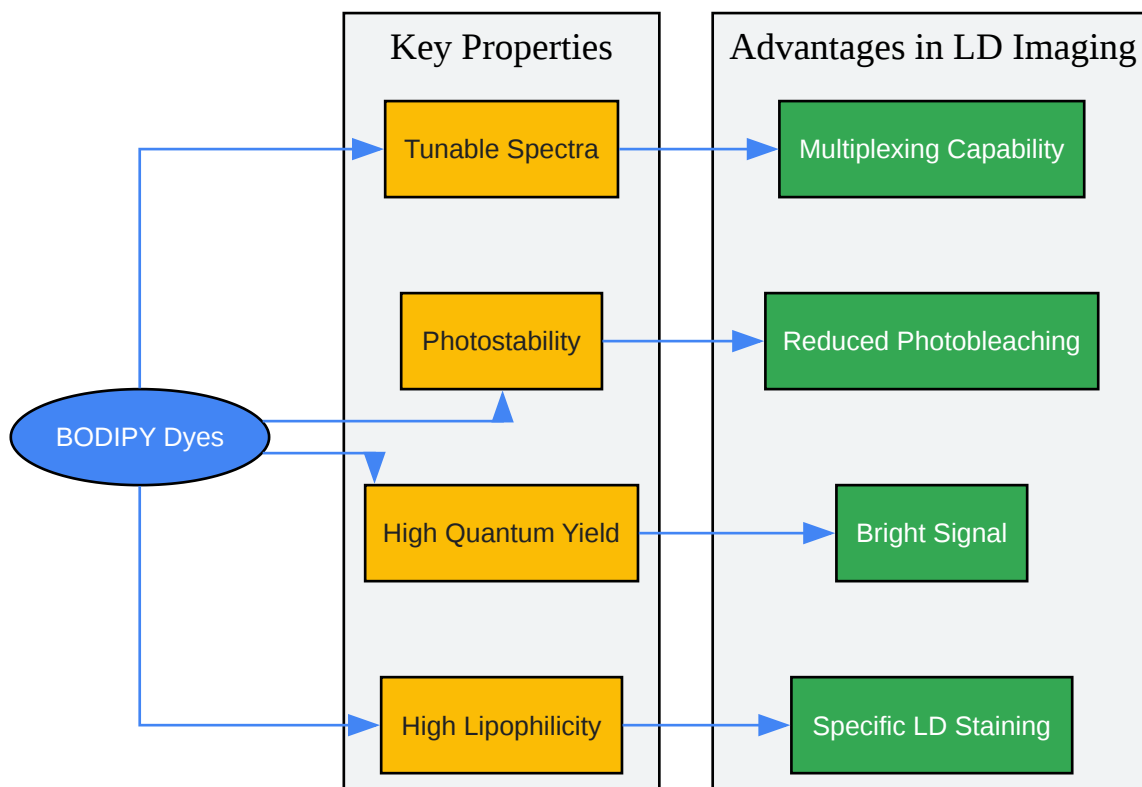 Key Properties
Advantages in LD Imaging
Tunable Spectra
Multiplexing Capability
Photostability
Reduced Photobleaching
BODIPY Dyes
High Quantum Yield
Bright Signal
High Lipophilicity
Specific LD Staining